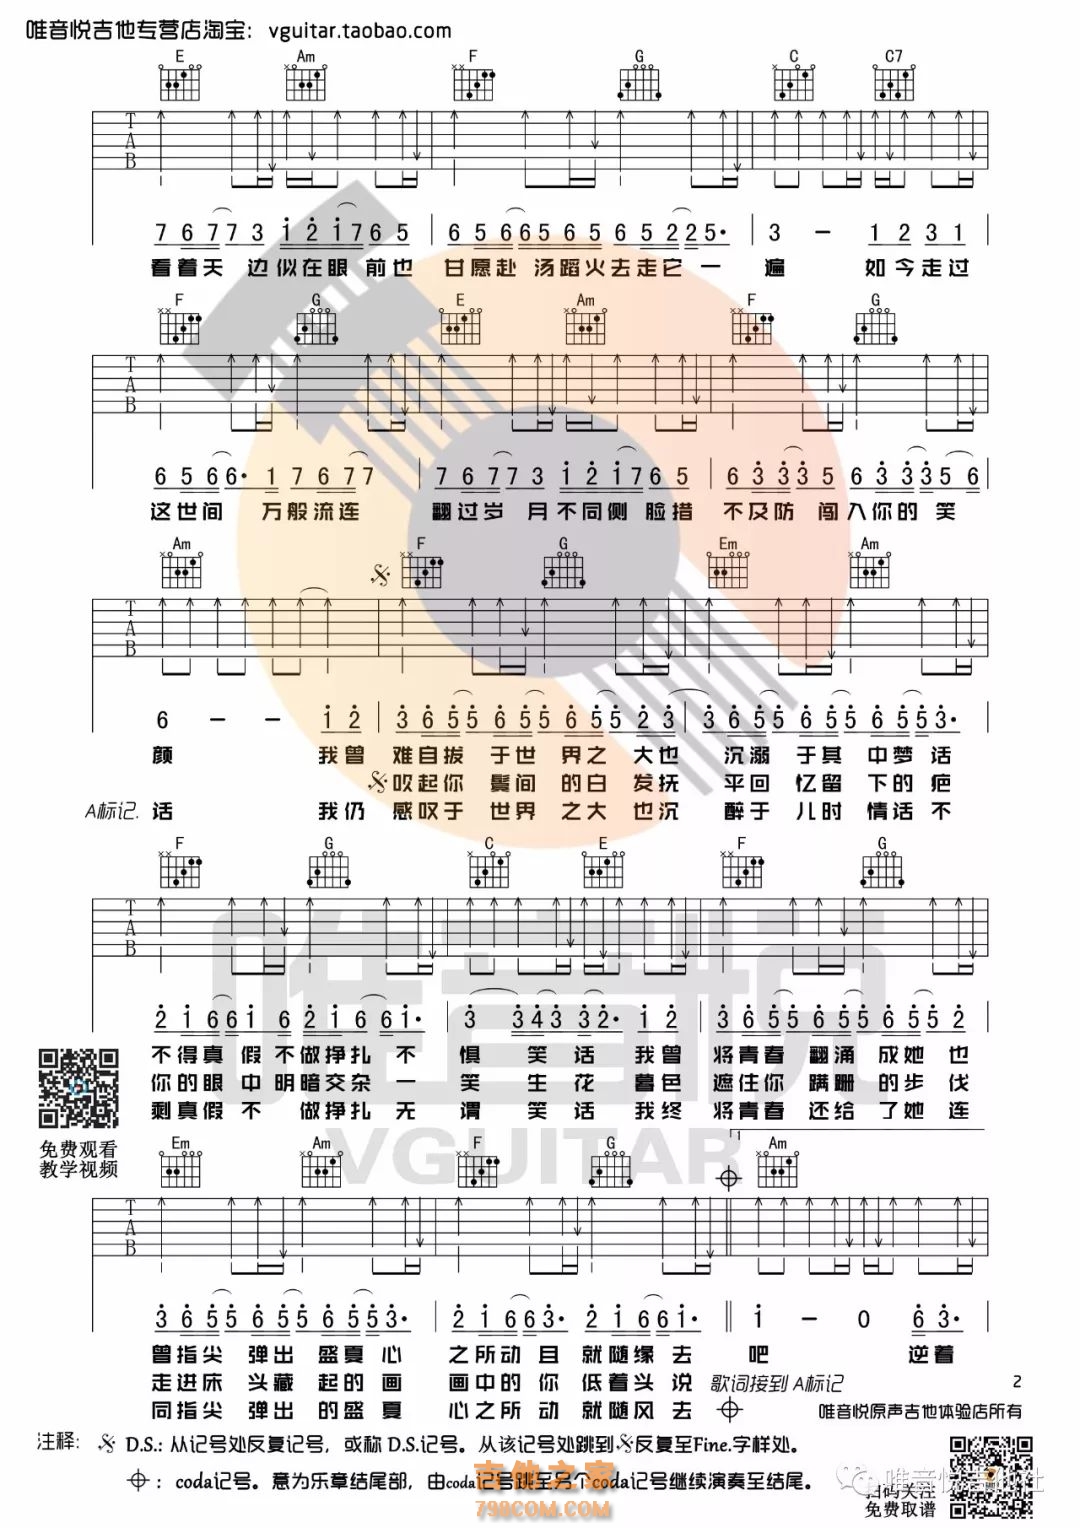 唯音悦吉他专营店淘宝: vguitar.taobao.com
E Am F G C C7
T A B
7 6 7 7 3 1 2 1 7 6 5 6 5 6 6 5 6 5 6 5 2 2 5· 3 — 1 2 3 1
看着天 边似在眼 前也 甘愿赴 汤蹈火去走它 一 遍 如今走过
F G E Am F G
T A B
6 5 6 6· 1 7 6 7 7 7 6 7 7 3 1 2 1 7 6 5 6 3 3 3 5 6 3 3 3 5 6
这世间 万般流连 翻过岁 月不同侧 脸措 不及防 闯入你的 笑
Am F G Em Am
T A B
6 — — 1 2 3 6 5 5 6 5 5 6 5 5 2 3 3 6 5 5 6 5 5 6 5 3·
颜 我曾 难自拔 于世 界之 大也 沉溺 于其 中梦话
吹起你 鬓间 的白 发抚 平回 忆留 下的 疤
A标记. 话 我仍 感叹于 世界 之大 也沉 醉于 儿时 情话 不
F G C E F G
T A B
2 1 6 6 1 6 2 1 6 6 1· 3 3 4 3 3 2· 1 2 3 6 5 5 6 5 5 6 5 5 2
不得真 假不做挣扎 不 惧 笑 话 我曾 将青春 翻涌 成她 也
你的眼 中明暗交杂 一 笑 生 花 暮色 遮住你 蹒跚 的步 伐
剩真假 不 做挣扎 无 谓 笑 话 我终 将青春 还给 了她 连
免费观看
教学视频
VGUITAR
Em Am F G 1 Am
T A B
3 6 5 5 6 5 5 6 5 5 3· 2 1 6 6 3· 2 1 6 6 1· 1 — 0 6 3·
曾指尖 弹出 盛夏 心 之所动 且 就随缘 去 吧 逆着
走进床 头藏 起的 画 画中的 你 低着头 说 歌词接到 A标记
同指尖 弹出 的盛 夏 心之所 动 就随风 去
2
唯音悦原声吉他体验店所有
注释: D.S.: 从记号处反复记号, 或称 D.S.记号。从该记号处跳到 反复至Fine.字样处。
: coda记号。意为乐章结尾部, 由coda记号跳至另个coda记号继续演奏至结尾。
吉他之家
798COM.COM
唯音悦吉他社
扫码关注
免费取谱